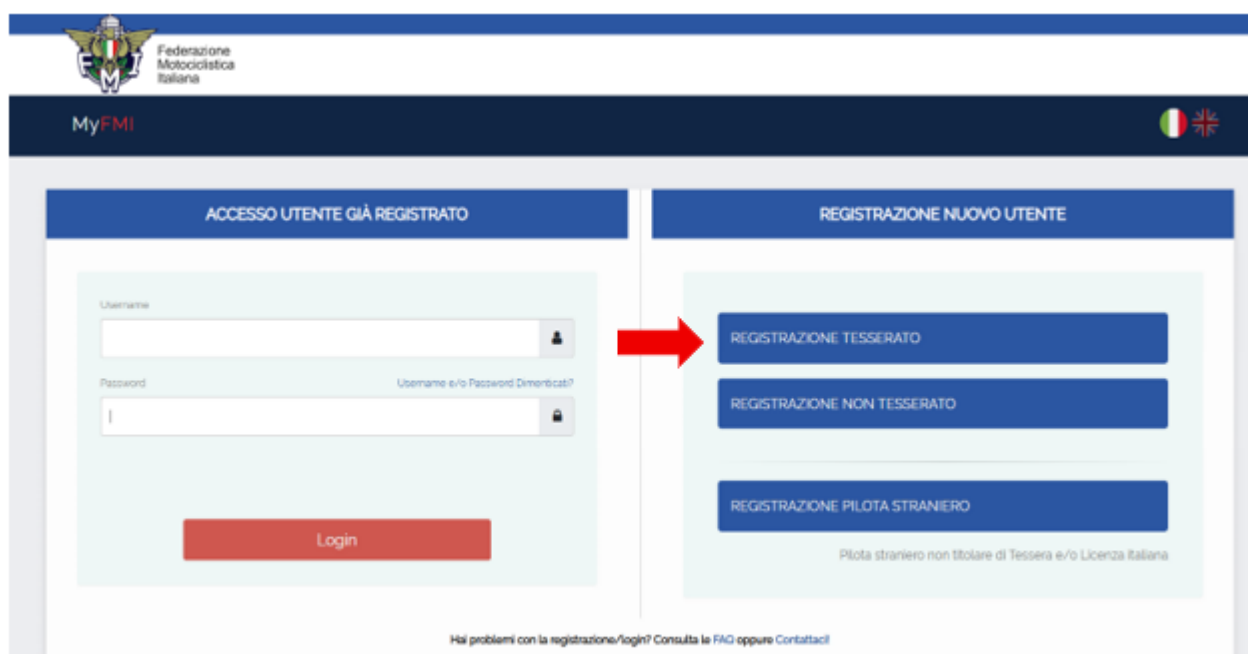 FMI
Federazione
Motociclistica
Italiana
MyFMI
ACCESSO UTENTE GIÀ REGISTRATO
Username
Password
Username e/o Password Dimenticati?
Login
REGISTRAZIONE NUOVO UTENTE
REGISTRAZIONE TESSERATO
REGISTRAZIONE NON TESSERATO
REGISTRAZIONE PILOTA STRANIERO
Pilota straniero non titolare di Tessera e/o Licenza Italiana
Hai problemi con la registrazione/login? Consulta le FAQ oppure Contattaci!